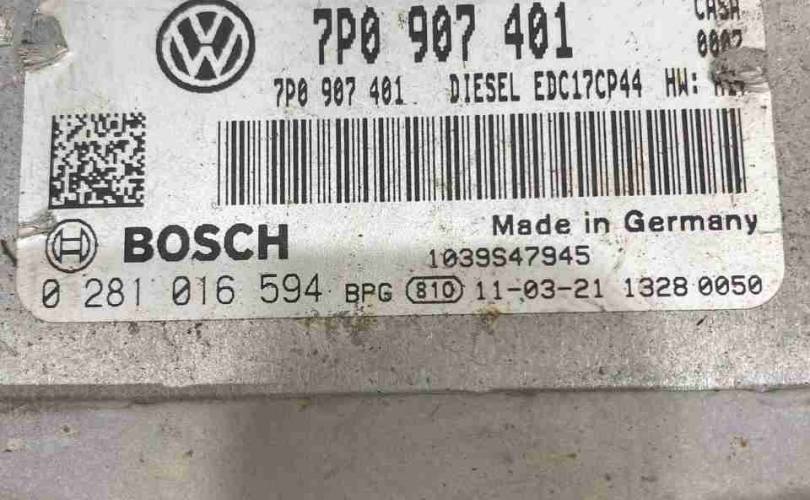 7P0 907 401
CASA
7P0 907 401 DIESEL EDC17CP44 HW:
BOSCH
Made in Germany
1039S47945
0 281 016 594 BPG 810 11-03-21 1328 0050